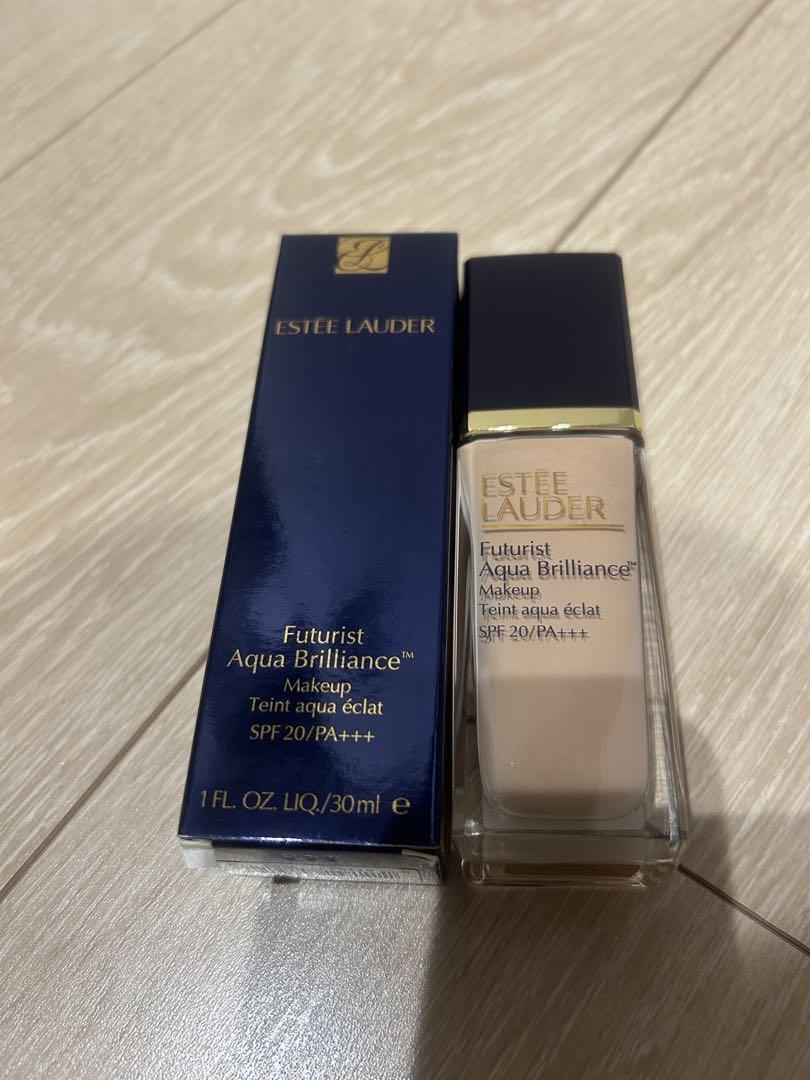 ESTĒE LAUDER
Futurist
Aqua Brilliance™
Makeup
Teint aqua éclat
SPF 20/PA+++
1 FL. OZ. LIQ./30ml ℮
ESTĒE
LAUDER
Futurist
Aqua Brilliance™
Makeup
Teint aqua éclat
SPF 20/PA+++